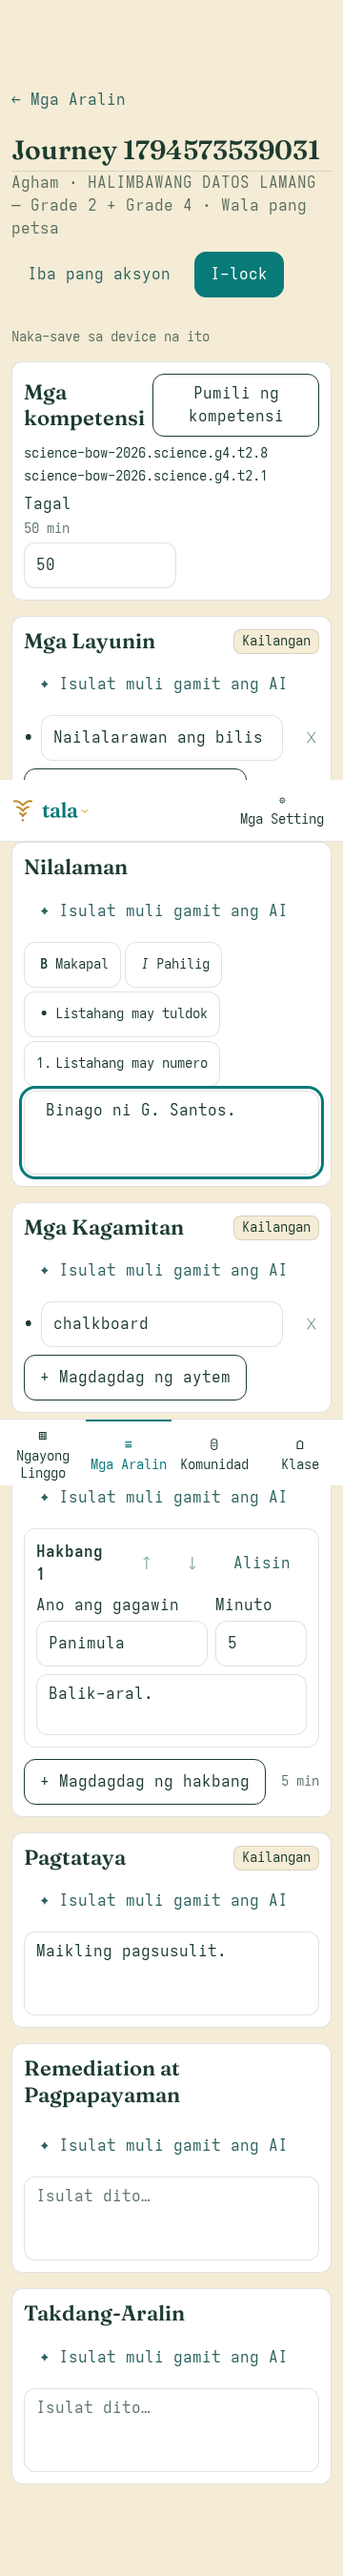 ← Mga Aralin
Journey 1794573539031
Agham · HALIMBAWANG DATOS LAMANG
— Grade 2 + Grade 4 · Wala pang
petsa
Iba pang aksyon
I-lock
Naka-save sa device na ito
Mga
kompetensi
Pumili ng
kompetensi
science-bow-2026.science.g4.t2.8
science-bow-2026.science.g4.t2.1
Tagal
50 min
50
Mga Layunin
Kailangan
✦ Isulat muli gamit ang AI
• Nailalarawan ang bilis
X
tala
⚙
Mga Setting
Nilalaman
✦ Isulat muli gamit ang AI
B Makapal
I Pahilig
• Listahang may tuldok
1. Listahang may numero
Binago ni G. Santos.
Mga Kagamitan
Kailangan
✦ Isulat muli gamit ang AI
• chalkboard
X
+ Magdagdag ng aytem
Ngayong
Linggo
Mga Aralin
Komunidad
Klase
✦ Isulat muli gamit ang AI
Hakbang
1
↑
↓
Alisin
Ano ang gagawin
Minuto
Panimula
5
Balik-aral.
+ Magdagdag ng hakbang
5 min
Pagtataya
Kailangan
✦ Isulat muli gamit ang AI
Maikling pagsusulit.
Remediation at
Pagpapayaman
✦ Isulat muli gamit ang AI
Isulat dito…
Takdang-Aralin
✦ Isulat muli gamit ang AI
Isulat dito…